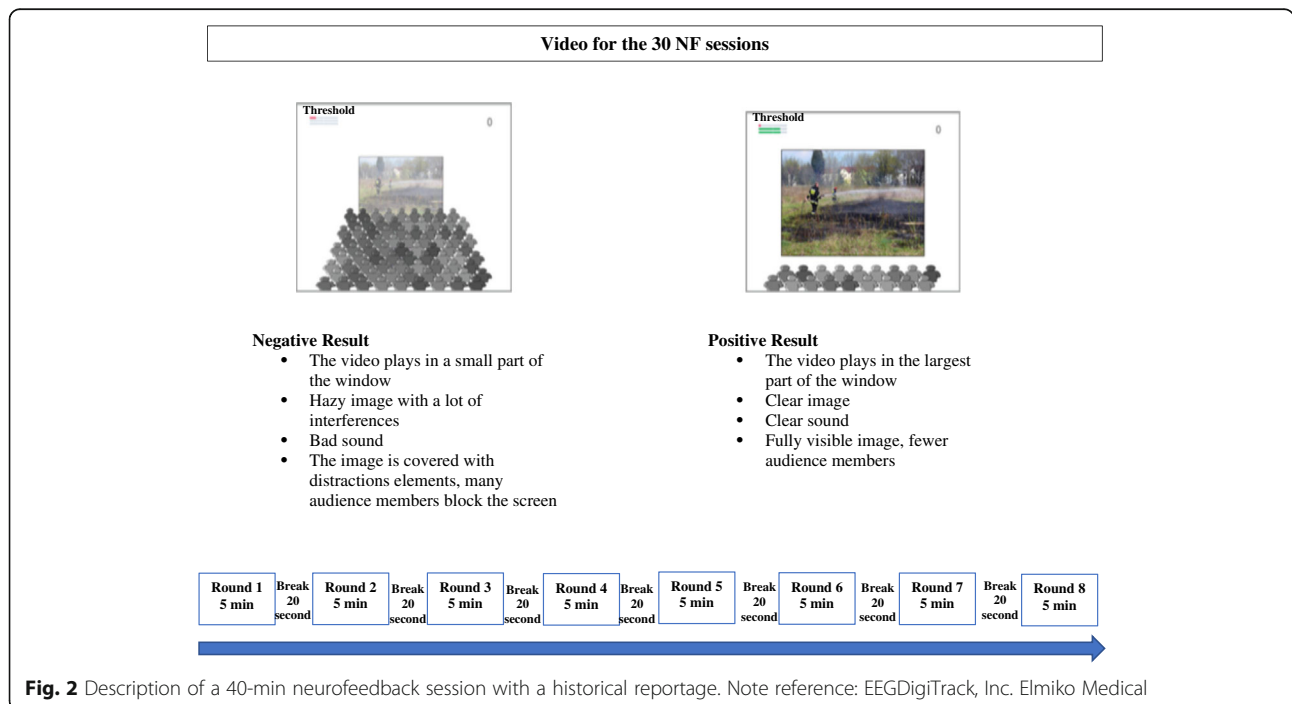 Video for the 30 NF sessions
Threshold
0
Threshold
0
Negative Result
• The video plays in a small part of
the window
• Hazy image with a lot of
interferences
• Bad sound
• The image is covered with
distractions elements, many
audience members block the screen
Positive Result
• The video plays in the largest
part of the window
• Clear image
• Clear sound
• Fully visible image, fewer
audience members
Round 1
5 min
Break
20
second
Round 2
5 min
Break
20
second
Round 3
5 min
Break
20
second
Round 4
5 min
Break
20
second
Round 5
5 min
Break
20
second
Round 6
5 min
Break
20
second
Round 7
5 min
Break
20
second
Round 8
5 min
Fig. 2 Description of a 40-min neurofeedback session with a historical reportage. Note reference: EEGDigiTrack, Inc. Elmiko Medical